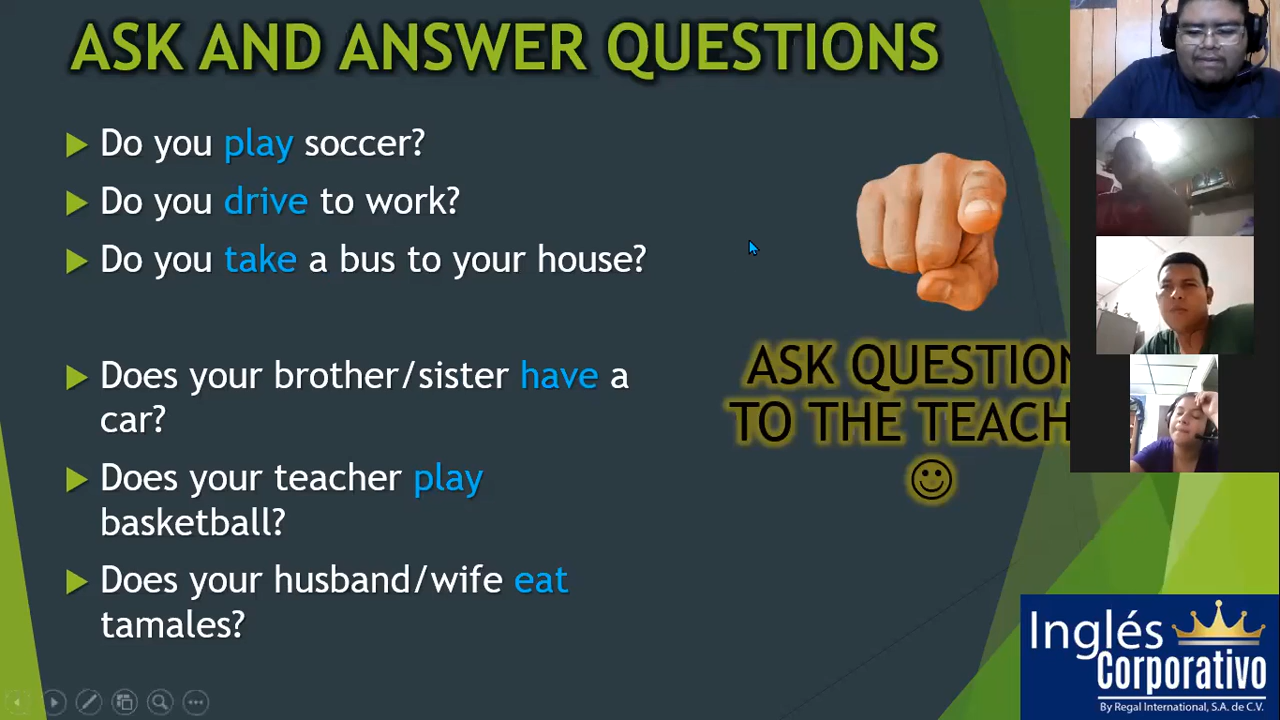 ASK AND ANSWER QUESTIONS
Do you play soccer?
Do you drive to work?
Do you take a bus to your house?
Does your brother/sister have a
car?
Does your teacher play
basketball?
Does your husband/wife eat
tamales?
ASK QUESTION
TO THE TEACH
Inglés
Corporativo
By Regal International, S.A. de C.V.